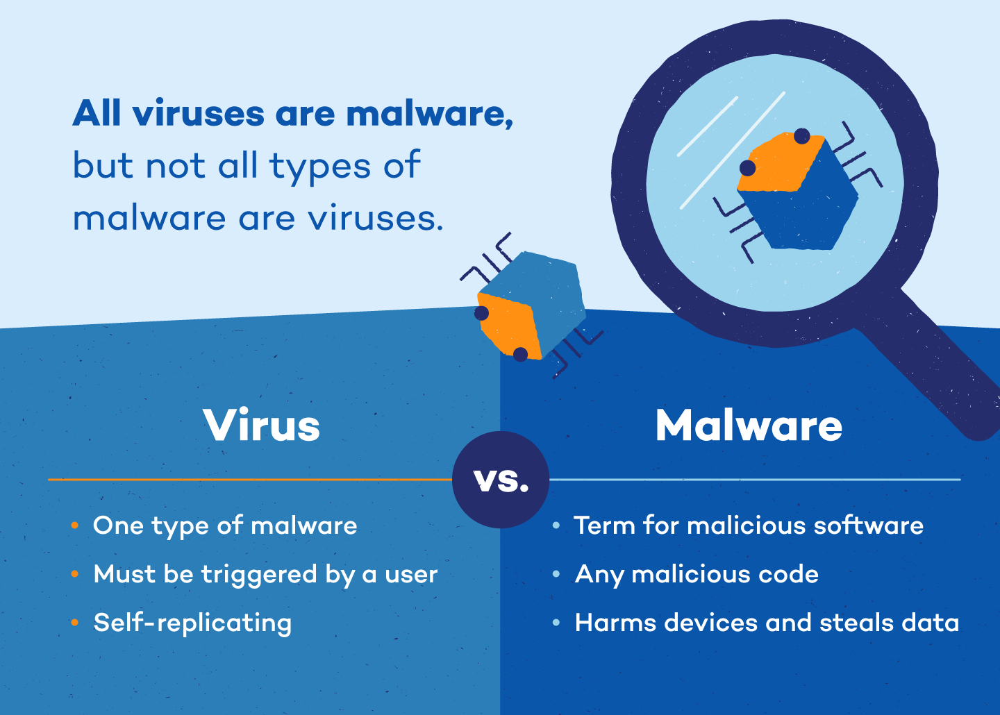 All viruses are malware,
but not all types of
malware are viruses.
Virus
vs.
Malware
• One type of malware
• Must be triggered by a user
• Self-replicating
• Term for malicious software
• Any malicious code
• Harms devices and steals data